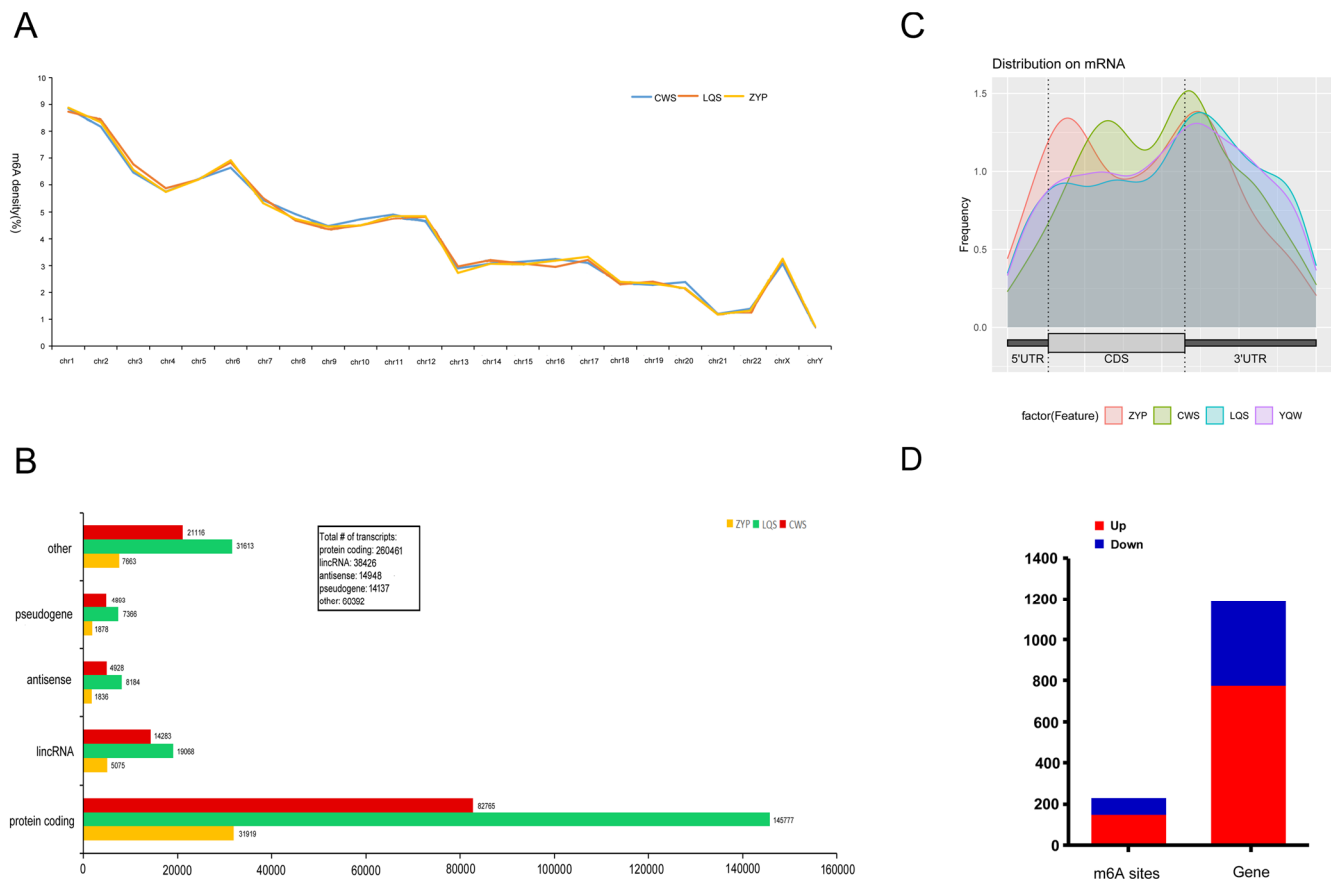 A
10
9
8
7
6
5
4
3
2
1
0
m6A density(%)
CWS LQS ZYP
chr1 chr2 chr3 chr4 chr5 chr6 chr7 chr8 chr9 chr10 chr11 chr12 chr13 chr14 chr15 chr16 chr17 chr18 chr19 chr20 chr21 chr22 chrX chrY
B
ZYP LQS CWS
Total # of transcripts:
protein coding: 260461
lincRNA: 38426
antisense: 14948
pseudogene: 14137
other: 60392
other
21116
31613
7663
pseudogene
4893
7366
1878
antisense
4928
8184
1836
lincRNA
14283
19068
5075
protein coding
82765
145777
31919
0 20000 40000 60000 80000 100000 120000 140000 160000
C
Distribution on mRNA
1.5
1.0
0.5
0.0
Frequency
5'UTR CDS 3'UTR
factor(Feature) ZYP CWS LQS YQW
D
Up
Down
1400
1200
1000
800
600
400
200
0
m6A sites Gene